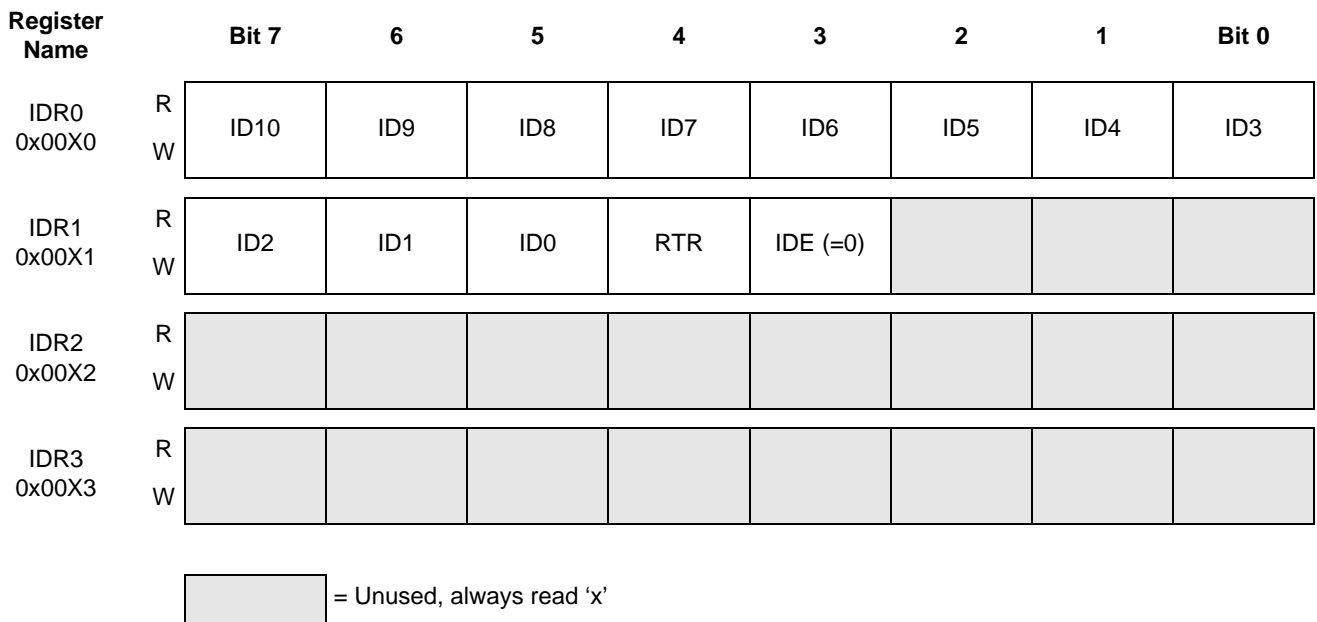 Register Name Bit 7 6 5 4 3 2 1 Bit 0
IDR0 0x00X0 R W ID10 ID9 ID8 ID7 ID6 ID5 ID4 ID3
IDR1 0x00X1 R W ID2 ID1 ID0 RTR IDE (=0)
IDR2 0x00X2 R W
IDR3 0x00X3 R W
= Unused, always read ‘x’